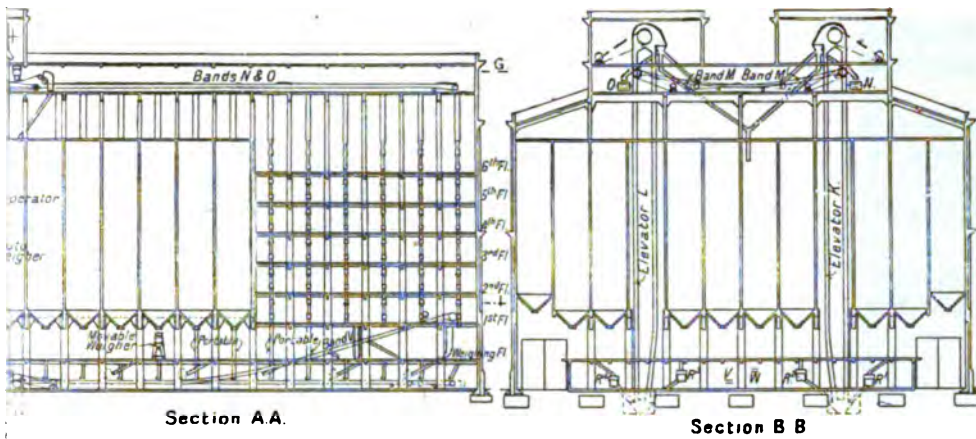 Bands N & O
G
6th Fl.
5th Fl.
4th Fl.
3rd Fl.
2nd Fl.
1st Fl
Weighing Fl
perator
uto
eigher
Movable
Weigher
(Portable)
(Portable Band V
Section A.A.
Band M Band M
O
N.
Elevator L
Elevator K.
R
V
W
R
Section B B